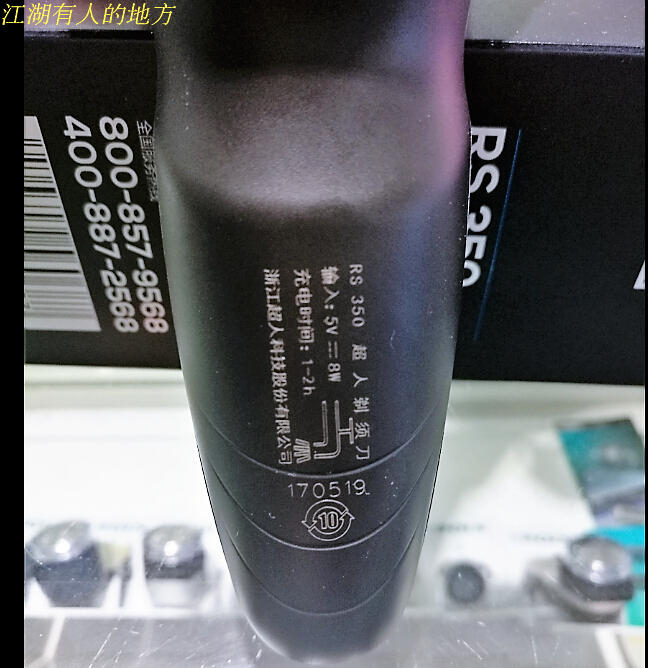 江湖有人的地方
全国服务热线
800-857-9568
400-887-2568
RS 350
RS 350 超人剃须刀
输入: 5V ⎓ 8W
充电时间: 1-2h
浙江超人科技股份有限公司
170519
10